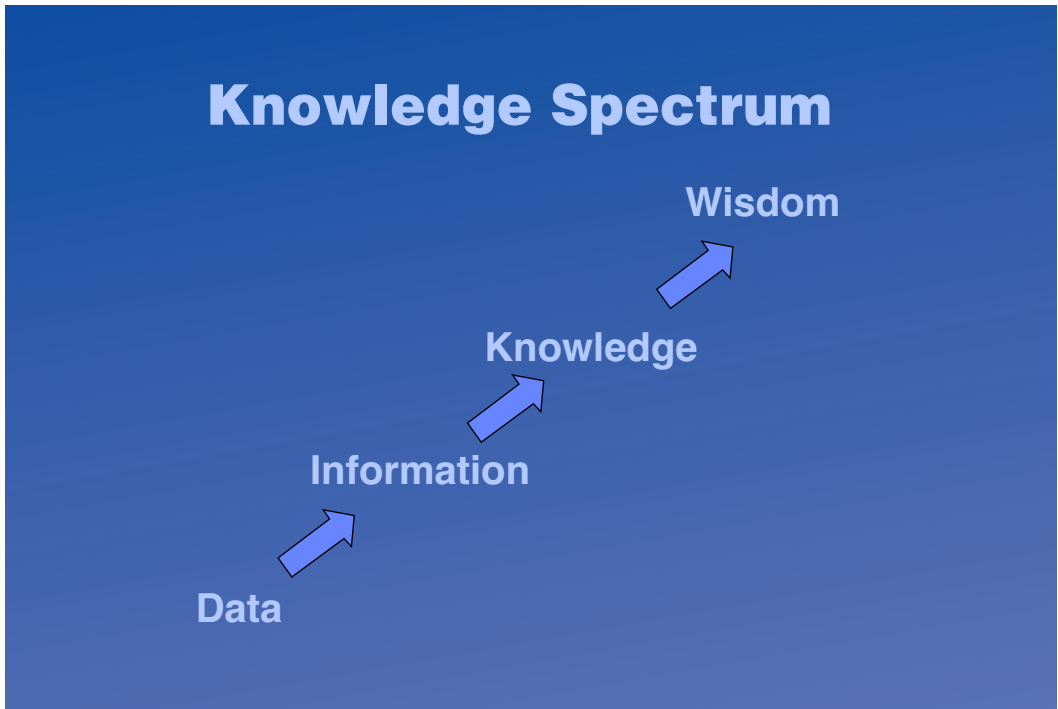 Knowledge Spectrum
Wisdom
Knowledge
Information
Data